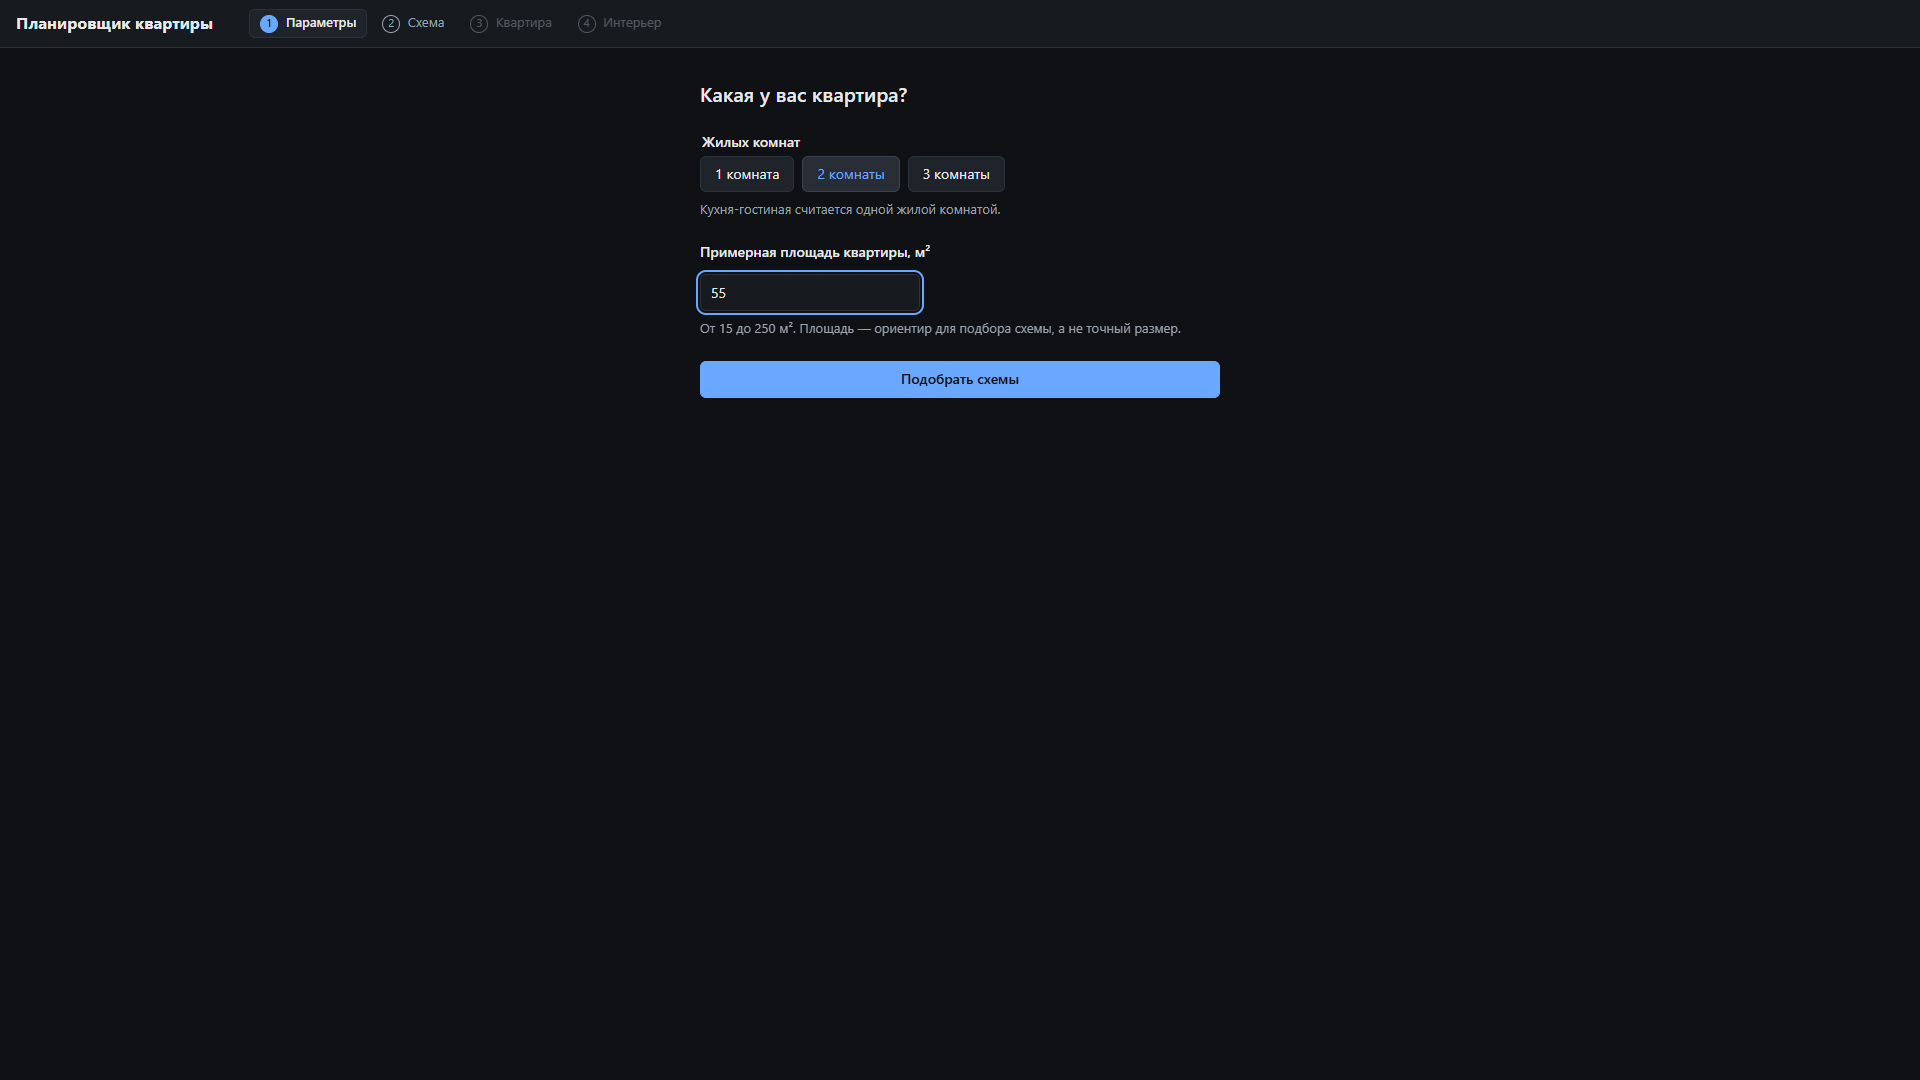 Планировщик квартиры
1 Параметры 2 Схема 3 Квартира 4 Интерьер
Какая у вас квартира?
Жилых комнат
1 комната 2 комнаты 3 комнаты
Кухня-гостиная считается одной жилой комнатой.
Примерная площадь квартиры, м²
55
От 15 до 250 м². Площадь — ориентир для подбора схемы, а не точный размер.
Подобрать схемы